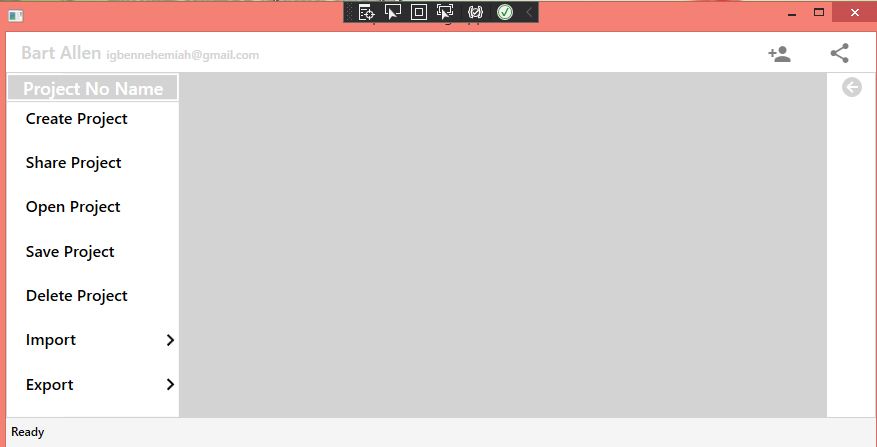 Bart Allen igbennehemiah@gmail.com
Project No Name
Create Project
Share Project
Open Project
Save Project
Delete Project
Import
Export
Ready